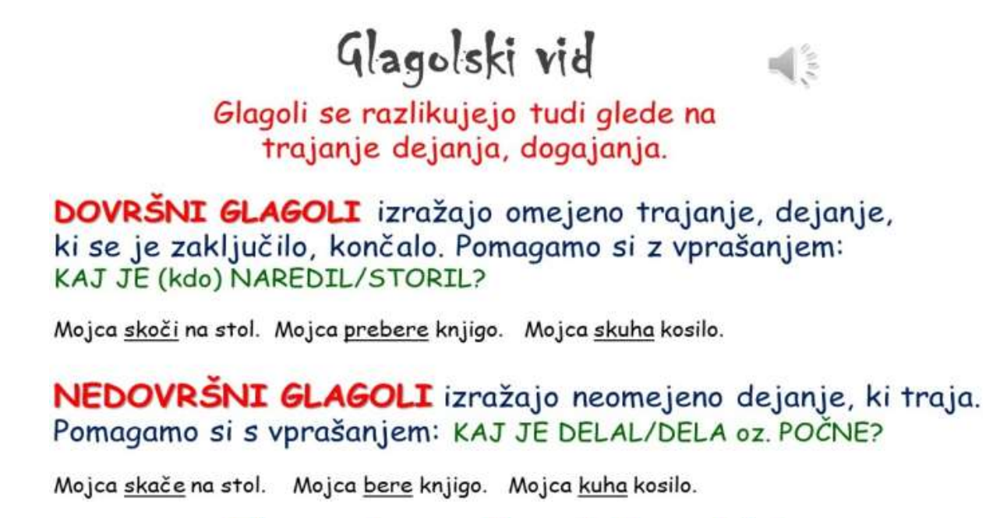 Glagolski vid
Glagoli se razlikujejo tudi glede na
trajanje dejanja, dogajanja.
DOVRŠNI GLAGOLI izražajo omejeno trajanje, dejanje,
ki se je zaključilo, končalo. Pomagamo si z vprašanjem:
KAJ JE (kdo) NAREDIL/STORIL?
Mojca skoči na stol. Mojca prebere knjigo. Mojca skuha kosilo.
NEDOVRŠNI GLAGOLI izražajo neomejeno dejanje, ki traja.
Pomagamo si s vprašanjem: KAJ JE DELAL/DELA oz. POČNE?
Mojca skače na stol. Mojca bere knjigo. Mojca kuha kosilo.